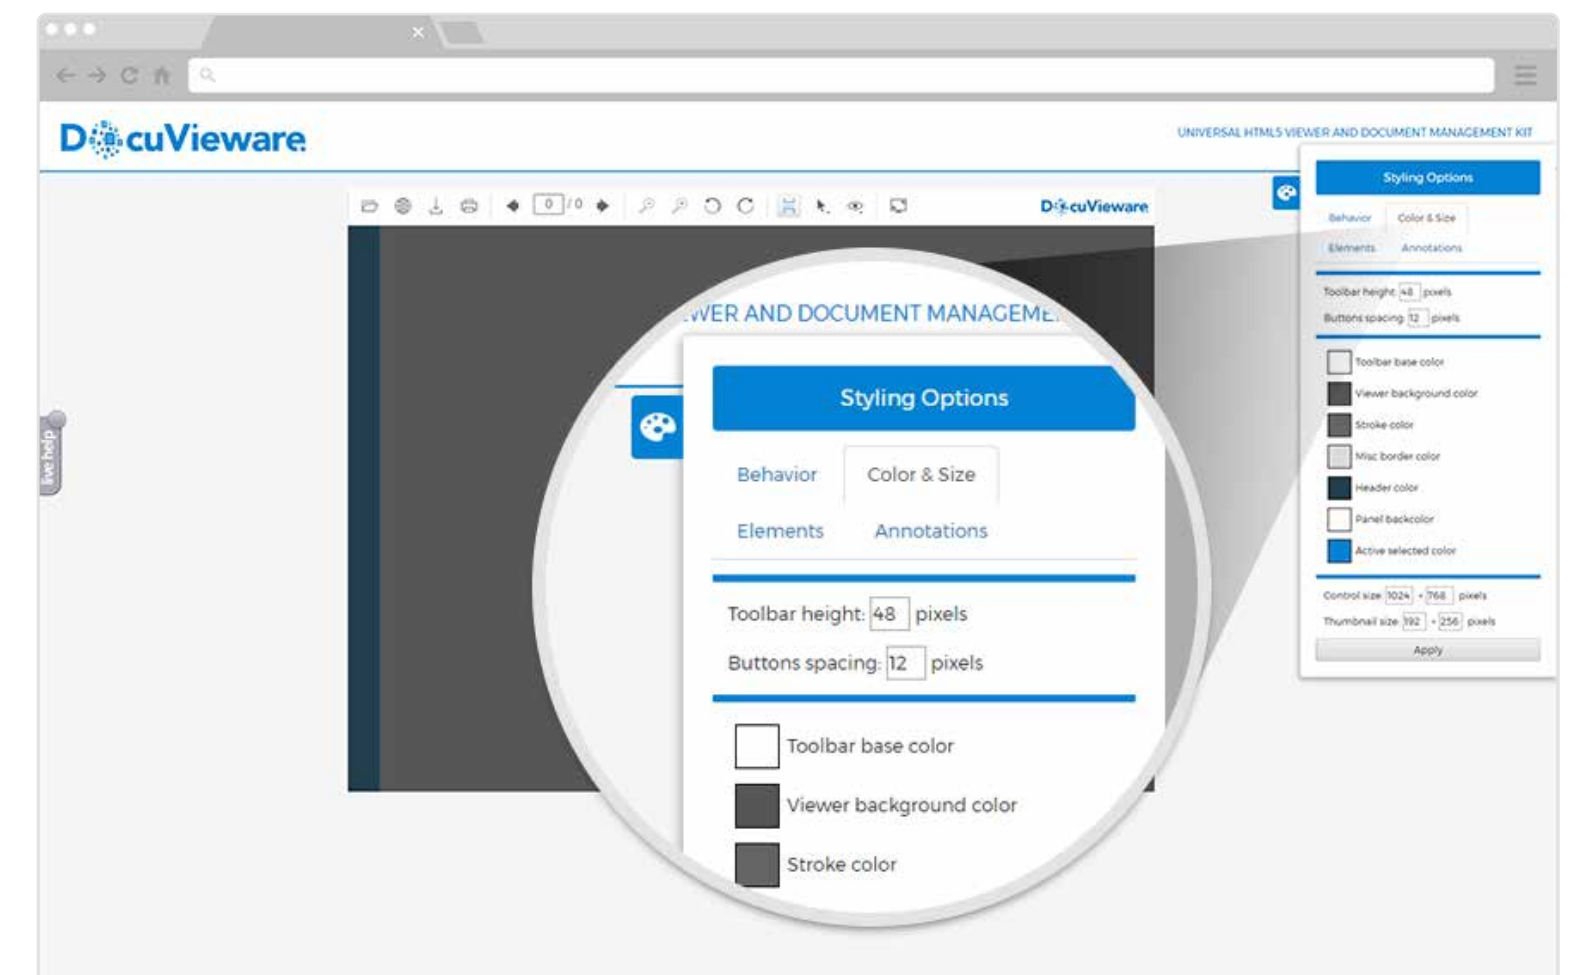 DocuVieware
UNIVERSAL HTML5 VIEWER AND DOCUMENT MANAGEMENT KIT
Styling Options
Behavior Color & Size
Elements Annotations
Toolbar height: 48 pixels
Buttons spacing: 12 pixels
Toolbar base color
Viewer background color
Stroke color
Misc border color
Header color
Panel backcolor
Active selected color
Control size: 1024 × 768 pixels
Thumbnail size: 192 × 256 pixels
Apply
0 / 0
DocuVieware
live help
WER AND DOCUMENT MANAGEME
Styling Options
Behavior Color & Size
Elements Annotations
Toolbar height: 48 pixels
Buttons spacing: 12 pixels
Toolbar base color
Viewer background color
Stroke color